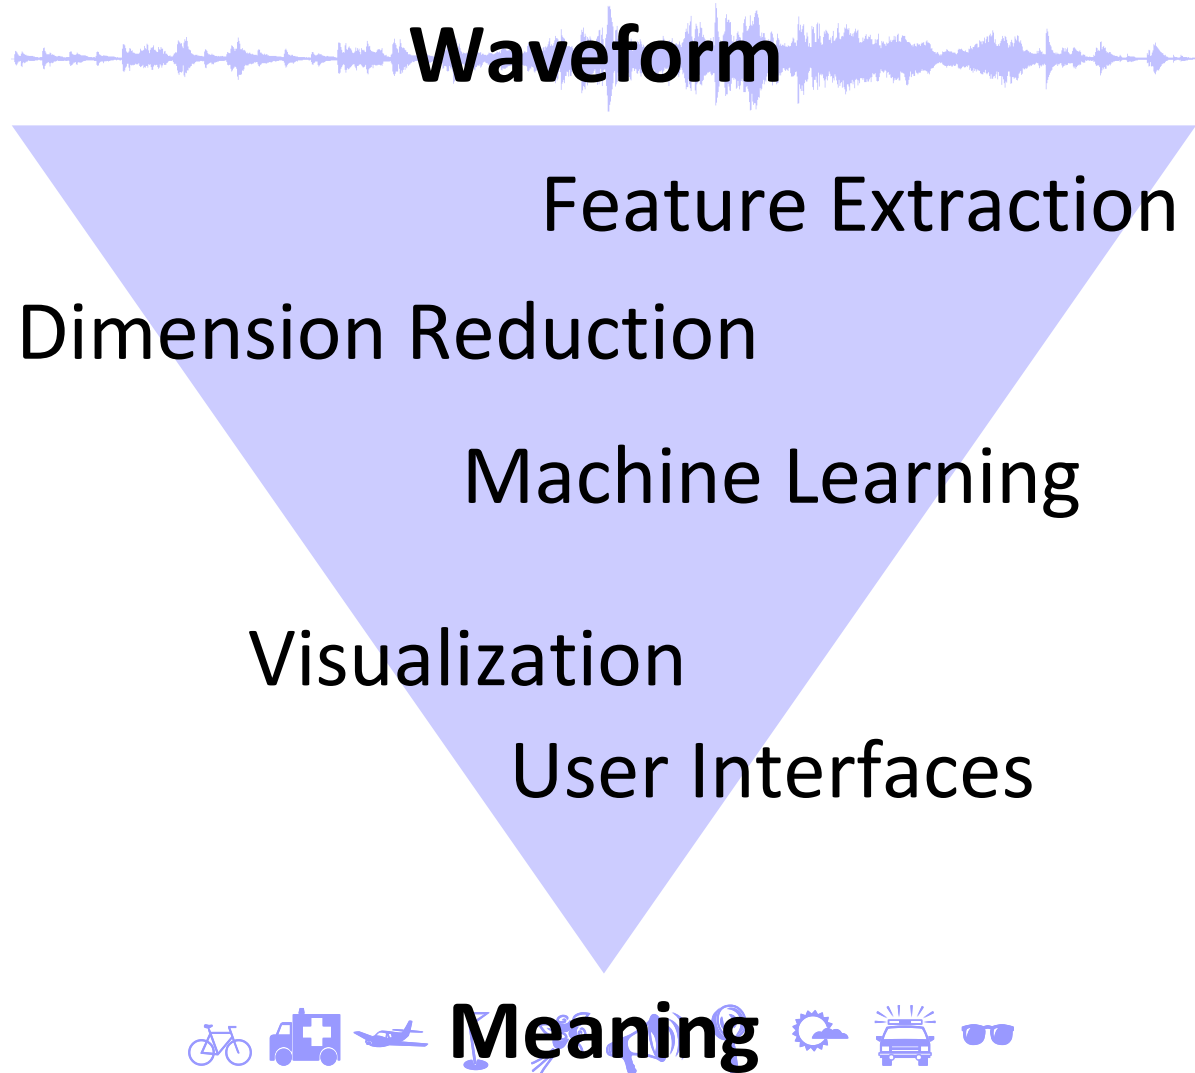 Waveform
Feature Extraction
Dimension Reduction
Machine Learning
Visualization
User Interfaces
Meaning